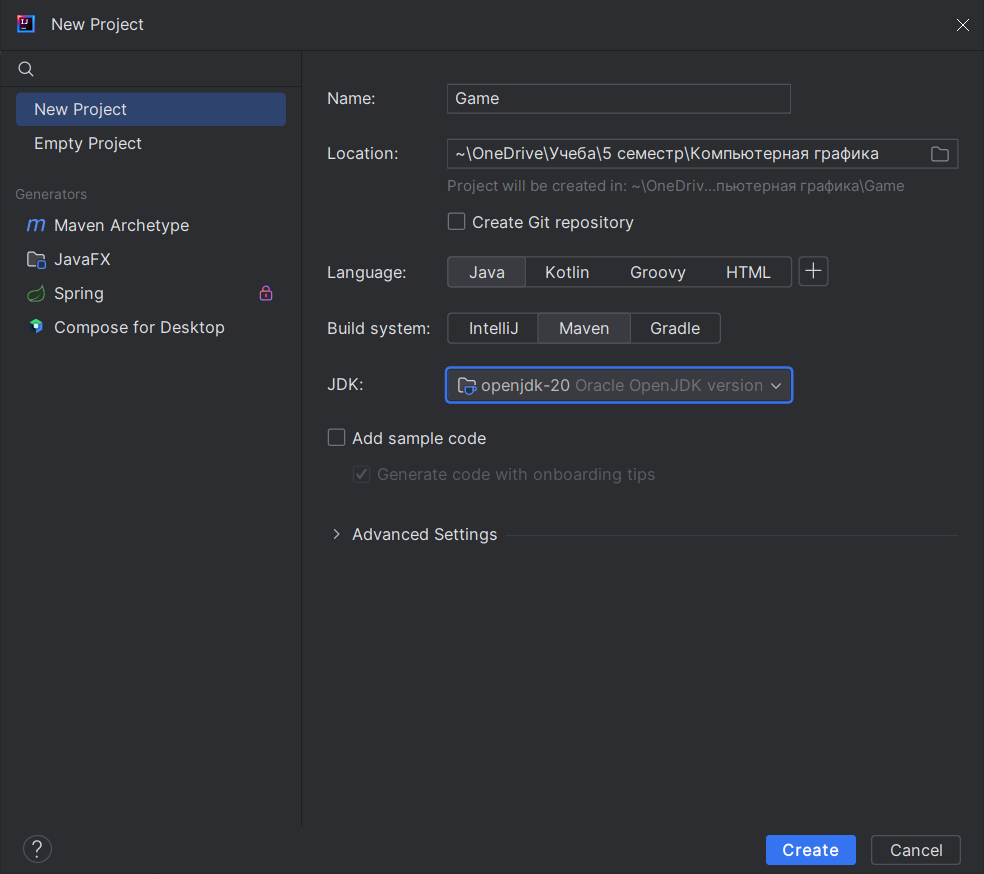 New Project
New Project
Empty Project
Generators
Maven Archetype
JavaFX
Spring
Compose for Desktop
Name: Game
Location: ~\OneDrive\Учеба\5 семестр\Компьютерная графика
Project will be created in: ~\OneDriv...пьютерная графика\Game
Create Git repository
Language: Java Kotlin Groovy HTML
Build system: IntelliJ Maven Gradle
JDK: openjdk-20 Oracle OpenJDK version
Add sample code
Generate code with onboarding tips
Advanced Settings
? Create Cancel